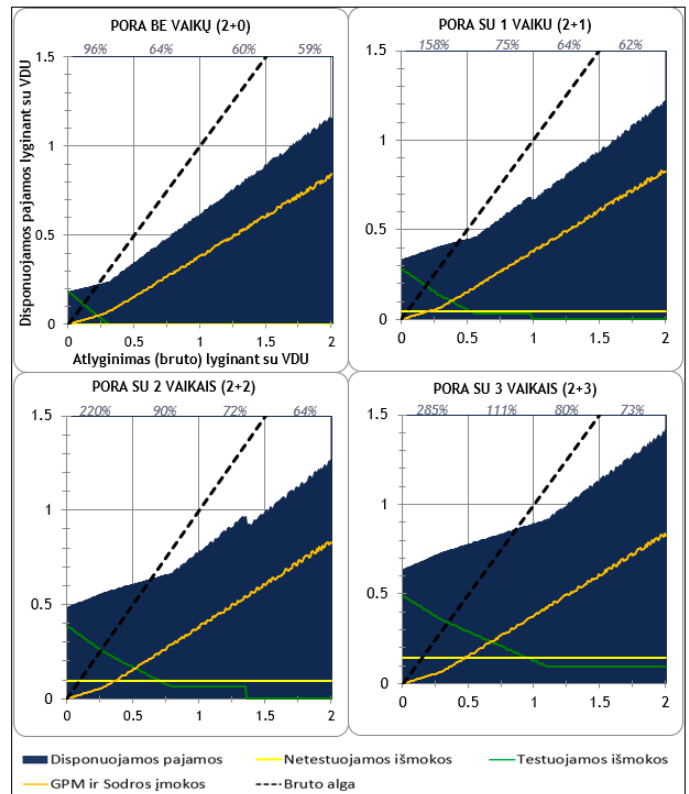 PORA BE VAIKŲ (2+0)
96% 64% 60% 59%
1.5
1
0.5
0
0 0.5 1 1.5 2
Disponuojamos pajamos lyginant su VDU
Atlyginimas (bruto) lyginant su VDU
PORA SU 1 VAIKU (2+1)
158% 75% 64% 62%
1.5
1
0.5
0
0 0.5 1 1.5 2
PORA SU 2 VAIKAIS (2+2)
220% 90% 72% 64%
1.5
1
0.5
0
0 0.5 1 1.5 2
PORA SU 3 VAIKAIS (2+3)
285% 111% 80% 73%
1.5
1
0.5
0
0 0.5 1 1.5 2
Disponuojamos pajamos Netestuojamos išmokos Testuojamos išmokos
GPM ir Sodros įmokos Bruto alga